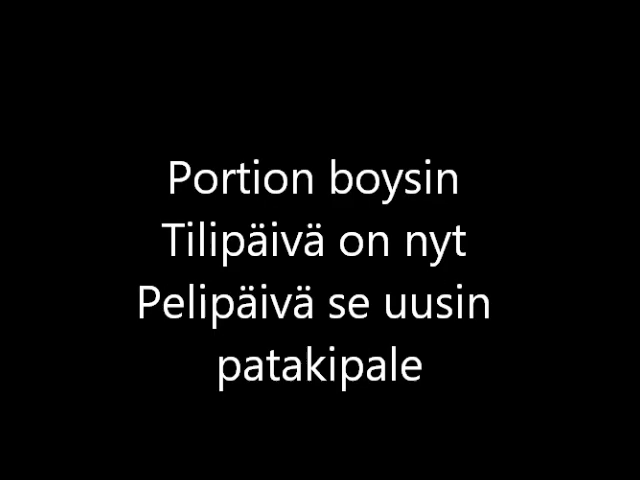 Portion boysin
Tilipäivä on nyt
Pelipäivä se uusin
patakipale